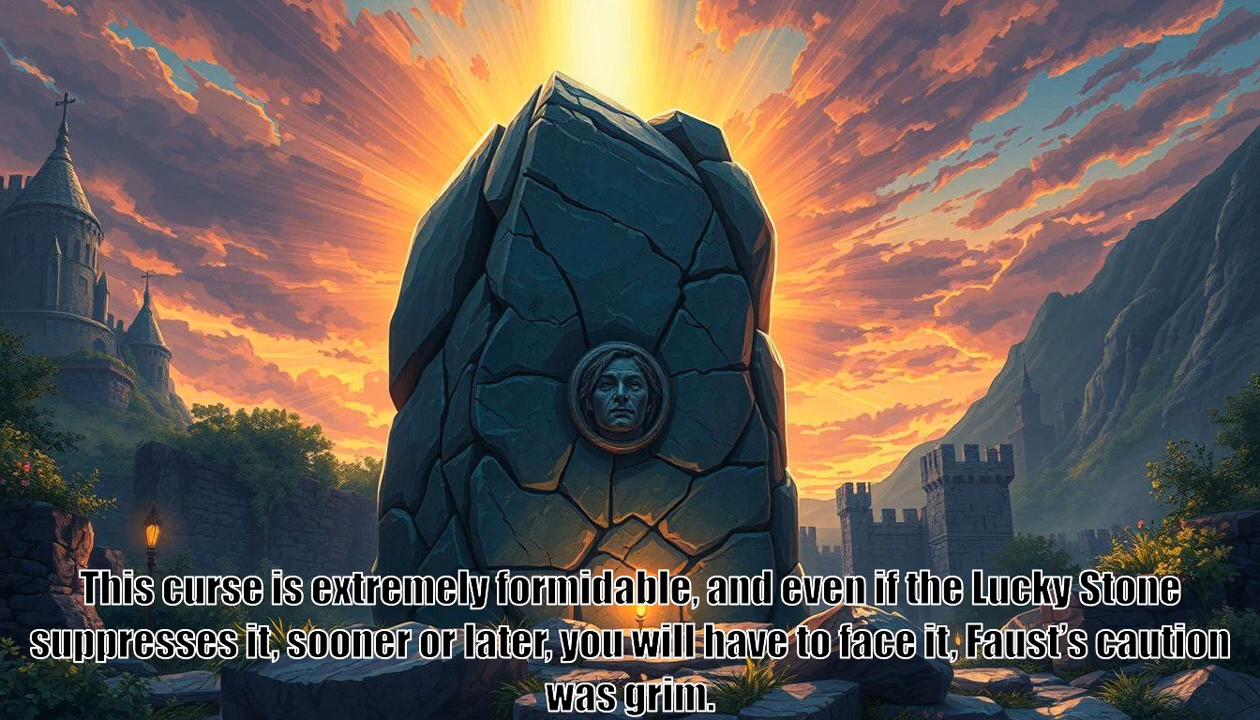 This curse is extremely formidable, and even if the Lucky Stone
suppresses it, sooner or later, you will have to face it, Faust’s caution
was grim.